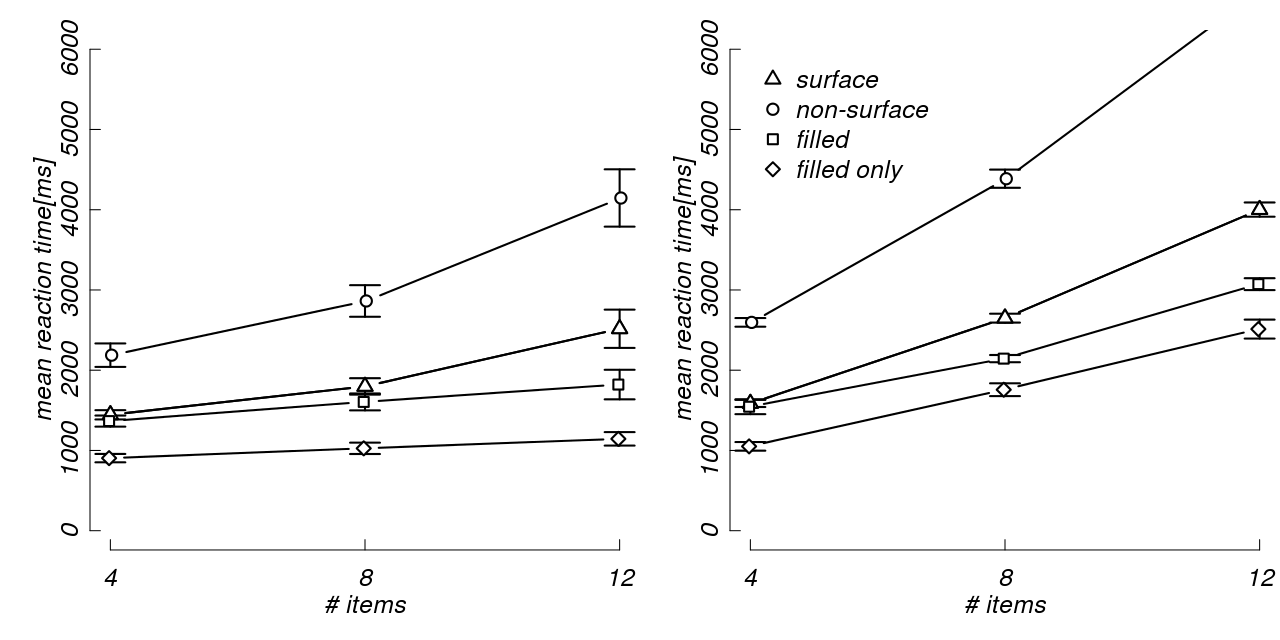 mean reaction time[ms]
6000
5000
4000
3000
2000
1000
0
4 8 12
# items
mean reaction time[ms]
6000
5000
4000
3000
2000
1000
0
surface
non-surface
filled
filled only
4 8 12
# items